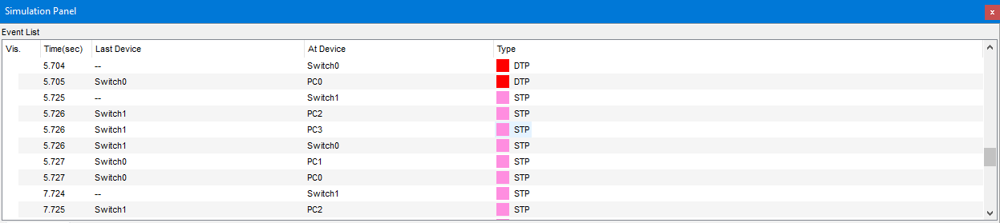 Simulation Panel x
Event List
Vis. Time(sec) Last Device At Device Type
5.704 -- Switch0 DTP
5.705 Switch0 PC0 DTP
5.725 -- Switch1 STP
5.726 Switch1 PC2 STP
5.726 Switch1 PC3 STP
5.726 Switch1 Switch0 STP
5.727 Switch0 PC1 STP
5.727 Switch0 PC0 STP
7.724 -- Switch1 STP
7.725 Switch1 PC2 STP